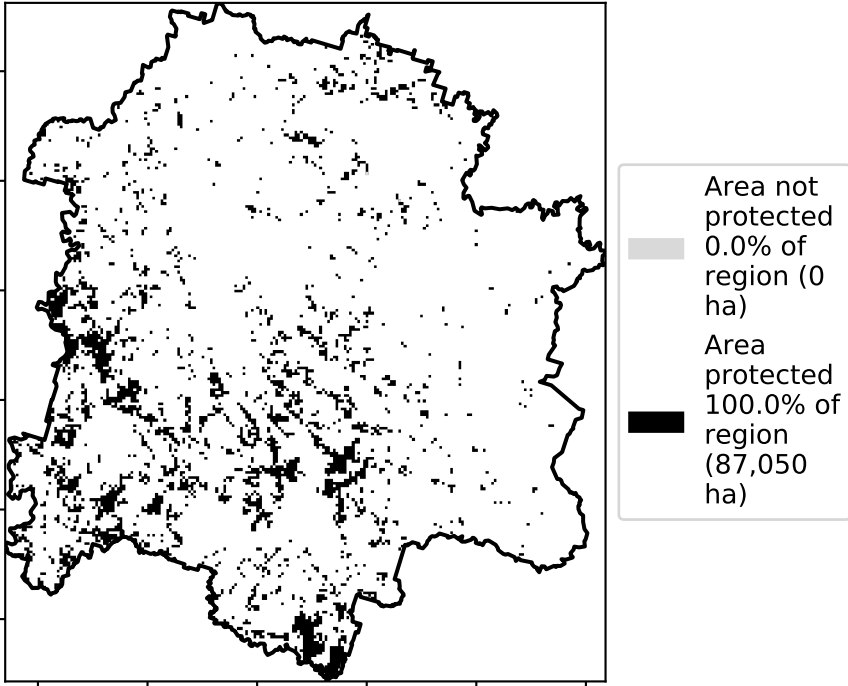 Area not
protected
0.0% of
region (0
ha)
Area
protected
100.0% of
region
(87,050
ha)